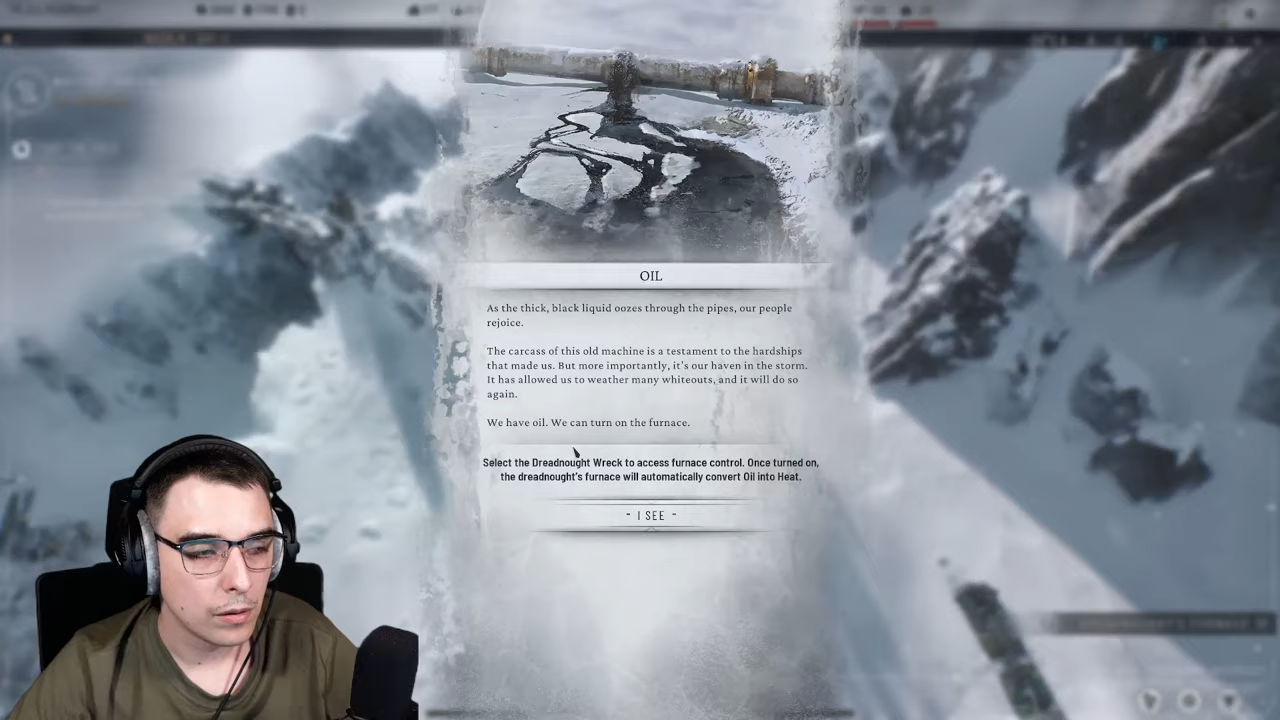 OIL
As the thick, black liquid oozes through the pipes, our people
rejoice.
The carcass of this old machine is a testament to the hardships
that made us. But more importantly, it's our haven in the storm.
It has allowed us to weather many whiteouts, and it will do so
again.
We have oil. We can turn on the furnace.
Select the Dreadnought Wreck to access furnace control. Once turned on,
the dreadnought's furnace will automatically convert Oil into Heat.
- I SEE -